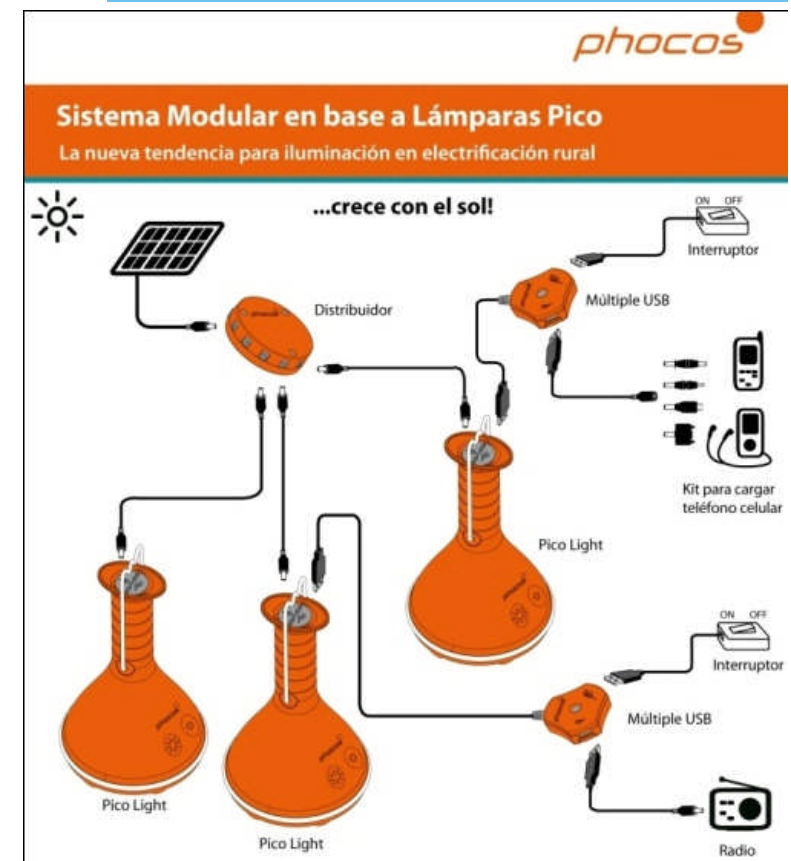 phocos
Sistema Modular en base a Lámparas Pico
La nueva tendencia para iluminación en electrificación rural
...crece con el sol!
ON OFF
Interruptor
Distribuidor
Múltiple USB
Kit para cargar
teléfono celular
Pico Light
ON OFF
Interruptor
Múltiple USB
Pico Light
Pico Light
Radio